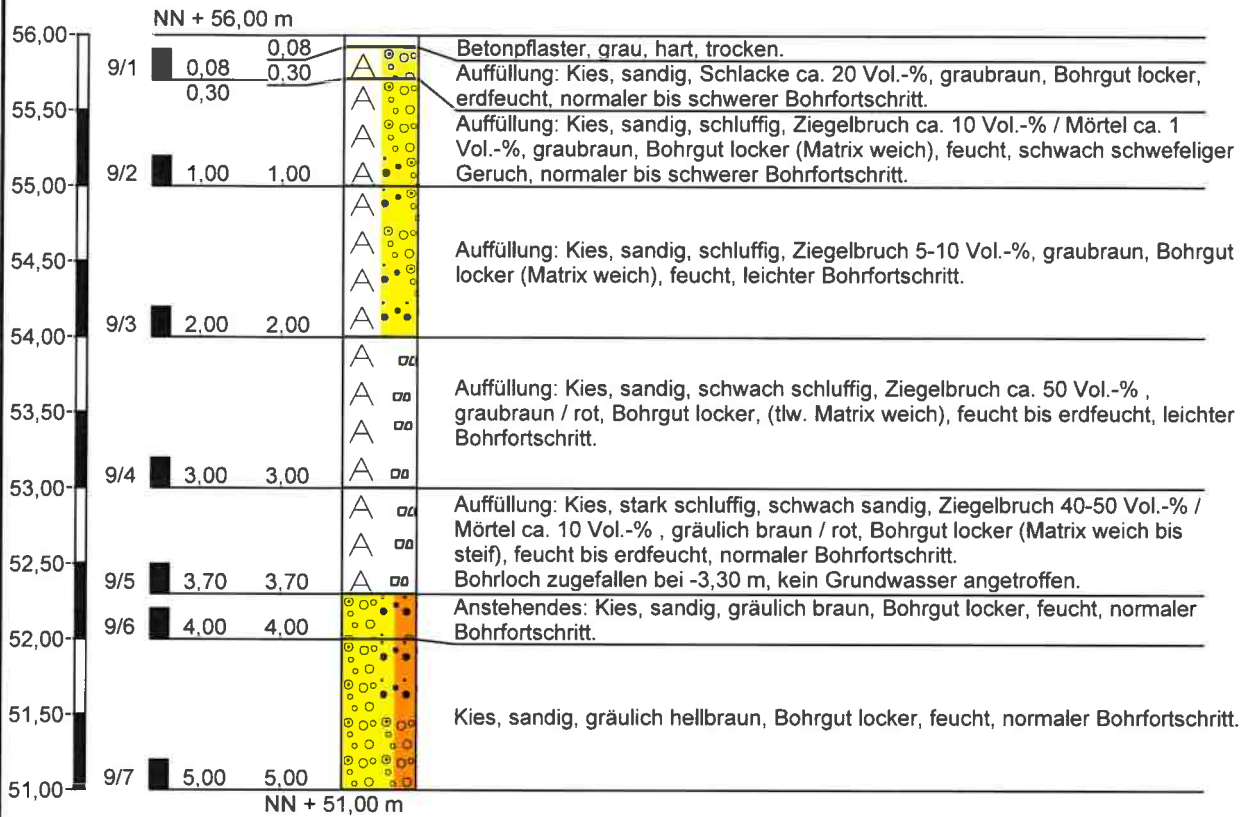 NN + 56,00 m
56,00
0,08
Betonpflaster, grau, hart, trocken.
9/1 0,08 0,30
A
Auffüllung: Kies, sandig, Schlacke ca. 20 Vol.-%, graubraun, Bohrgut locker,
erdfeucht, normaler bis schwerer Bohrfortschritt.
0,30
A
55,50
Auffüllung: Kies, sandig, schluffig, Ziegelbruch ca. 10 Vol.-% / Mörtel ca. 1
Vol.-%, graubraun, Bohrgut locker (Matrix weich), feucht, schwach schwefeliger
Geruch, normaler bis schwerer Bohrfortschritt.
A
9/2 1,00 1,00
A
55,00
A
Auffüllung: Kies, sandig, schluffig, Ziegelbruch 5-10 Vol.-%, graubraun, Bohrgut
locker (Matrix weich), feucht, leichter Bohrfortschritt.
A
54,50
A
9/3 2,00 2,00
A
54,00
A
Auffüllung: Kies, sandig, schwach schluffig, Ziegelbruch ca. 50 Vol.-% ,
graubraun / rot, Bohrgut locker, (tlw. Matrix weich), feucht bis erdfeucht, leichter
Bohrfortschritt.
A
53,50
A
9/4 3,00 3,00
A
53,00
A
Auffüllung: Kies, stark schluffig, schwach sandig, Ziegelbruch 40-50 Vol.-% /
Mörtel ca. 10 Vol.-% , gräulich braun / rot, Bohrgut locker (Matrix weich bis
steif), feucht bis erdfeucht, normaler Bohrfortschritt.
Bohrloch zugefallen bei -3,30 m, kein Grundwasser angetroffen.
A
52,50
9/5 3,70 3,70
A
Anstehendes: Kies, sandig, gräulich braun, Bohrgut locker, feucht, normaler
Bohrfortschritt.
9/6 4,00 4,00
52,00
51,50
Kies, sandig, gräulich hellbraun, Bohrgut locker, feucht, normaler Bohrfortschritt.
9/7 5,00 5,00
51,00
NN + 51,00 m